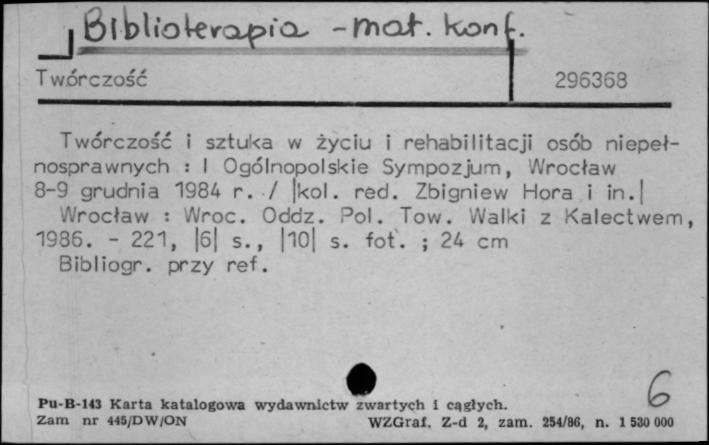 Biblioterapia - mat. konf.
Twórczość 296368
Twórczość i sztuka w życiu i rehabilitacji osób niepeł-
nosprawnych : I Ogólnopolskie Sympozjum, Wrocław
8-9 grudnia 1984 r. / |kol. red. Zbigniew Hora i in.|
Wrocław : Wroc. Oddz. Pol. Tow. Walki z Kalectwem,
1986. - 221, |6| s., |10| s. fot. ; 24 cm
Bibliogr. przy ref.
6
Pu-B-143 Karta katalogowa wydawnictw zwartych i cągłych.
Zam nr 445/DW/ON WZGraf. Z-d 2, zam. 254/86, n. 1 530 000